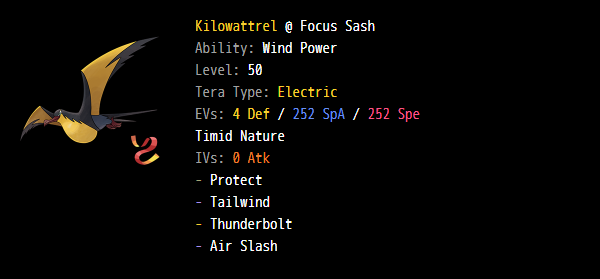 Kilowattrel @ Focus Sash
Ability: Wind Power
Level: 50
Tera Type: Electric
EVs: 4 Def / 252 SpA / 252 Spe
Timid Nature
IVs: 0 Atk
- Protect
- Tailwind
- Thunderbolt
- Air Slash